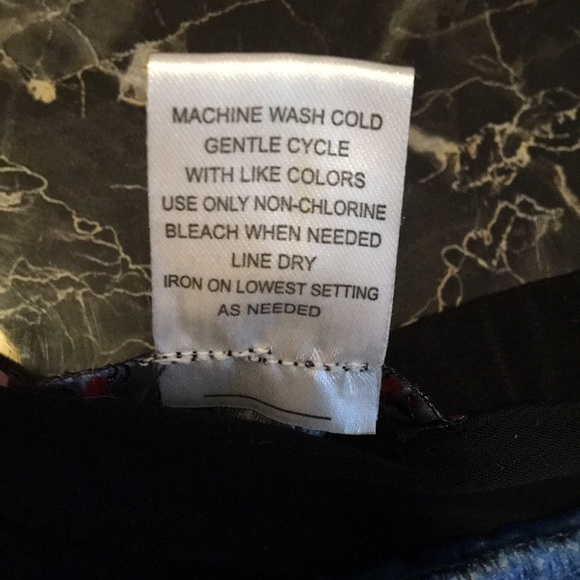 MACHINE WASH COLD
GENTLE CYCLE
WITH LIKE COLORS
USE ONLY NON-CHLORINE
BLEACH WHEN NEEDED
LINE DRY
IRON ON LOWEST SETTING
AS NEEDED